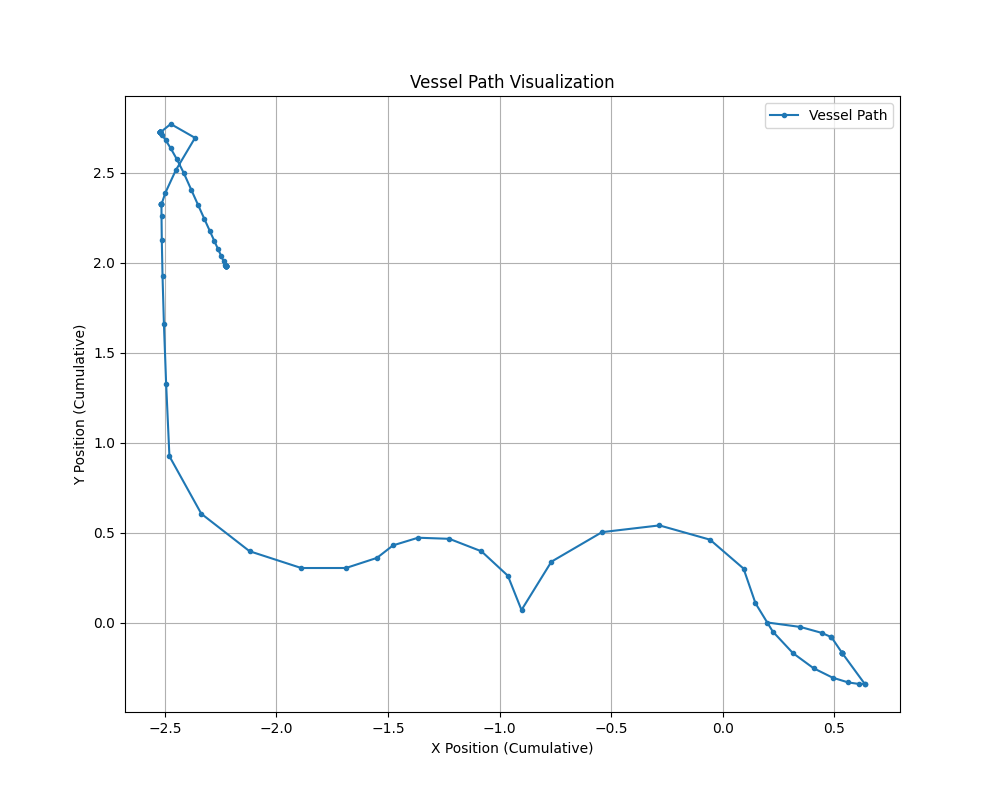 Vessel Path Visualization
Vessel Path
Y Position (Cumulative)
2.5
2.0
1.5
1.0
0.5
0.0
−2.5 −2.0 −1.5 −1.0 −0.5 0.0 0.5
X Position (Cumulative)